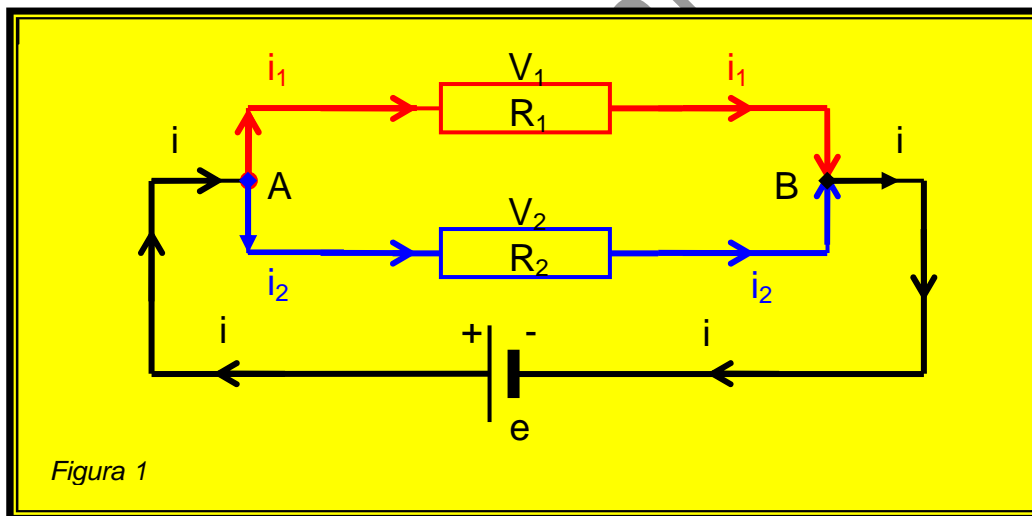 V₁
i₁ R₁ i₁
i A B i
V₂
R₂
i₂ i₂
i + - i
e
Figura 1